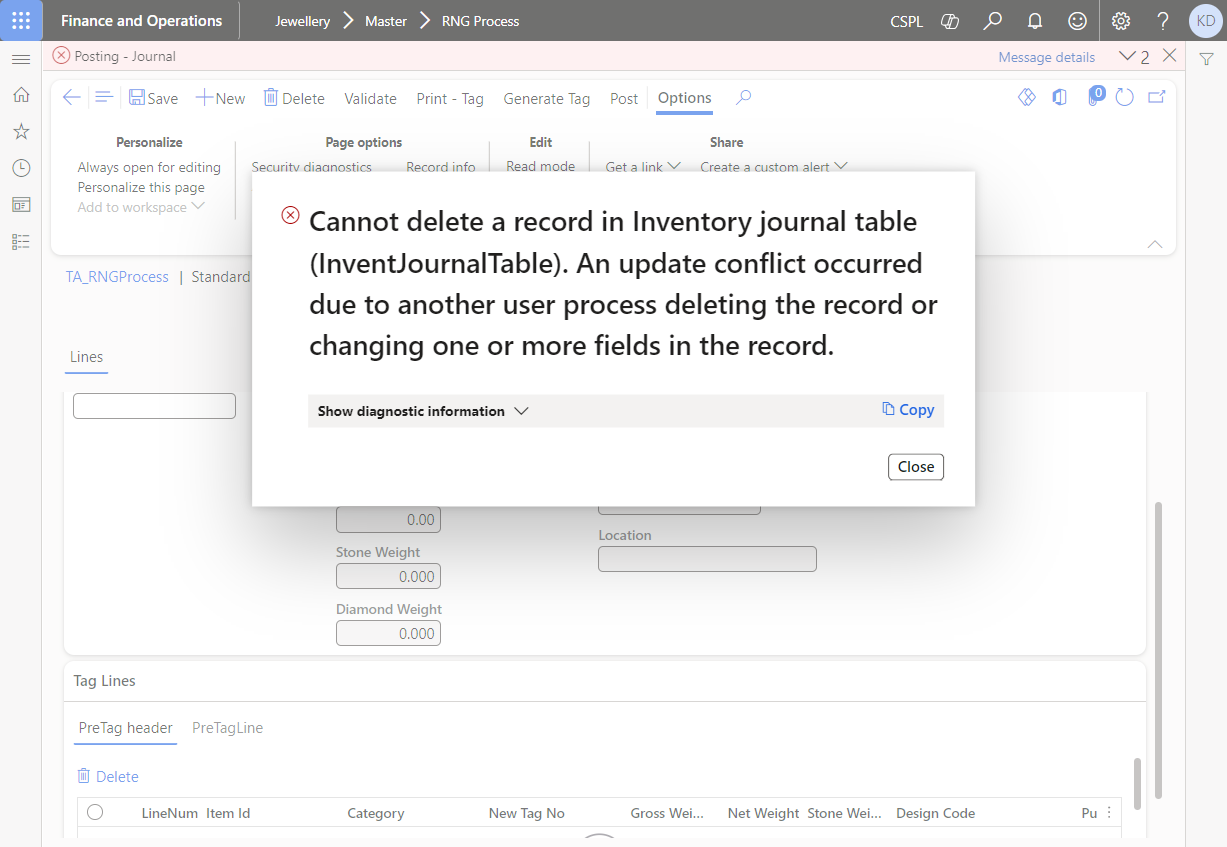 Finance and Operations
Jewellery > Master > RNG Process
CSPL
KD
Posting - Journal
Message details
2
Save
New
Delete
Validate
Print - Tag
Generate Tag
Post
Options
0
Personalize
Always open for editing
Personalize this page
Add to workspace
Page options
Security diagnostics
Record info
Edit
Read mode
Share
Get a link
Create a custom alert
TA_RNGProcess | Standard
Cannot delete a record in Inventory journal table
(InventJournalTable). An update conflict occurred
due to another user process deleting the record or
changing one or more fields in the record.
Show diagnostic information
Copy
Close
Lines
0.00
Stone Weight
0.000
Diamond Weight
0.000
Location
Tag Lines
PreTag header
PreTagLine
Delete
LineNum Item Id Category New Tag No Gross Wei... Net Weight Stone Wei... Design Code Pu